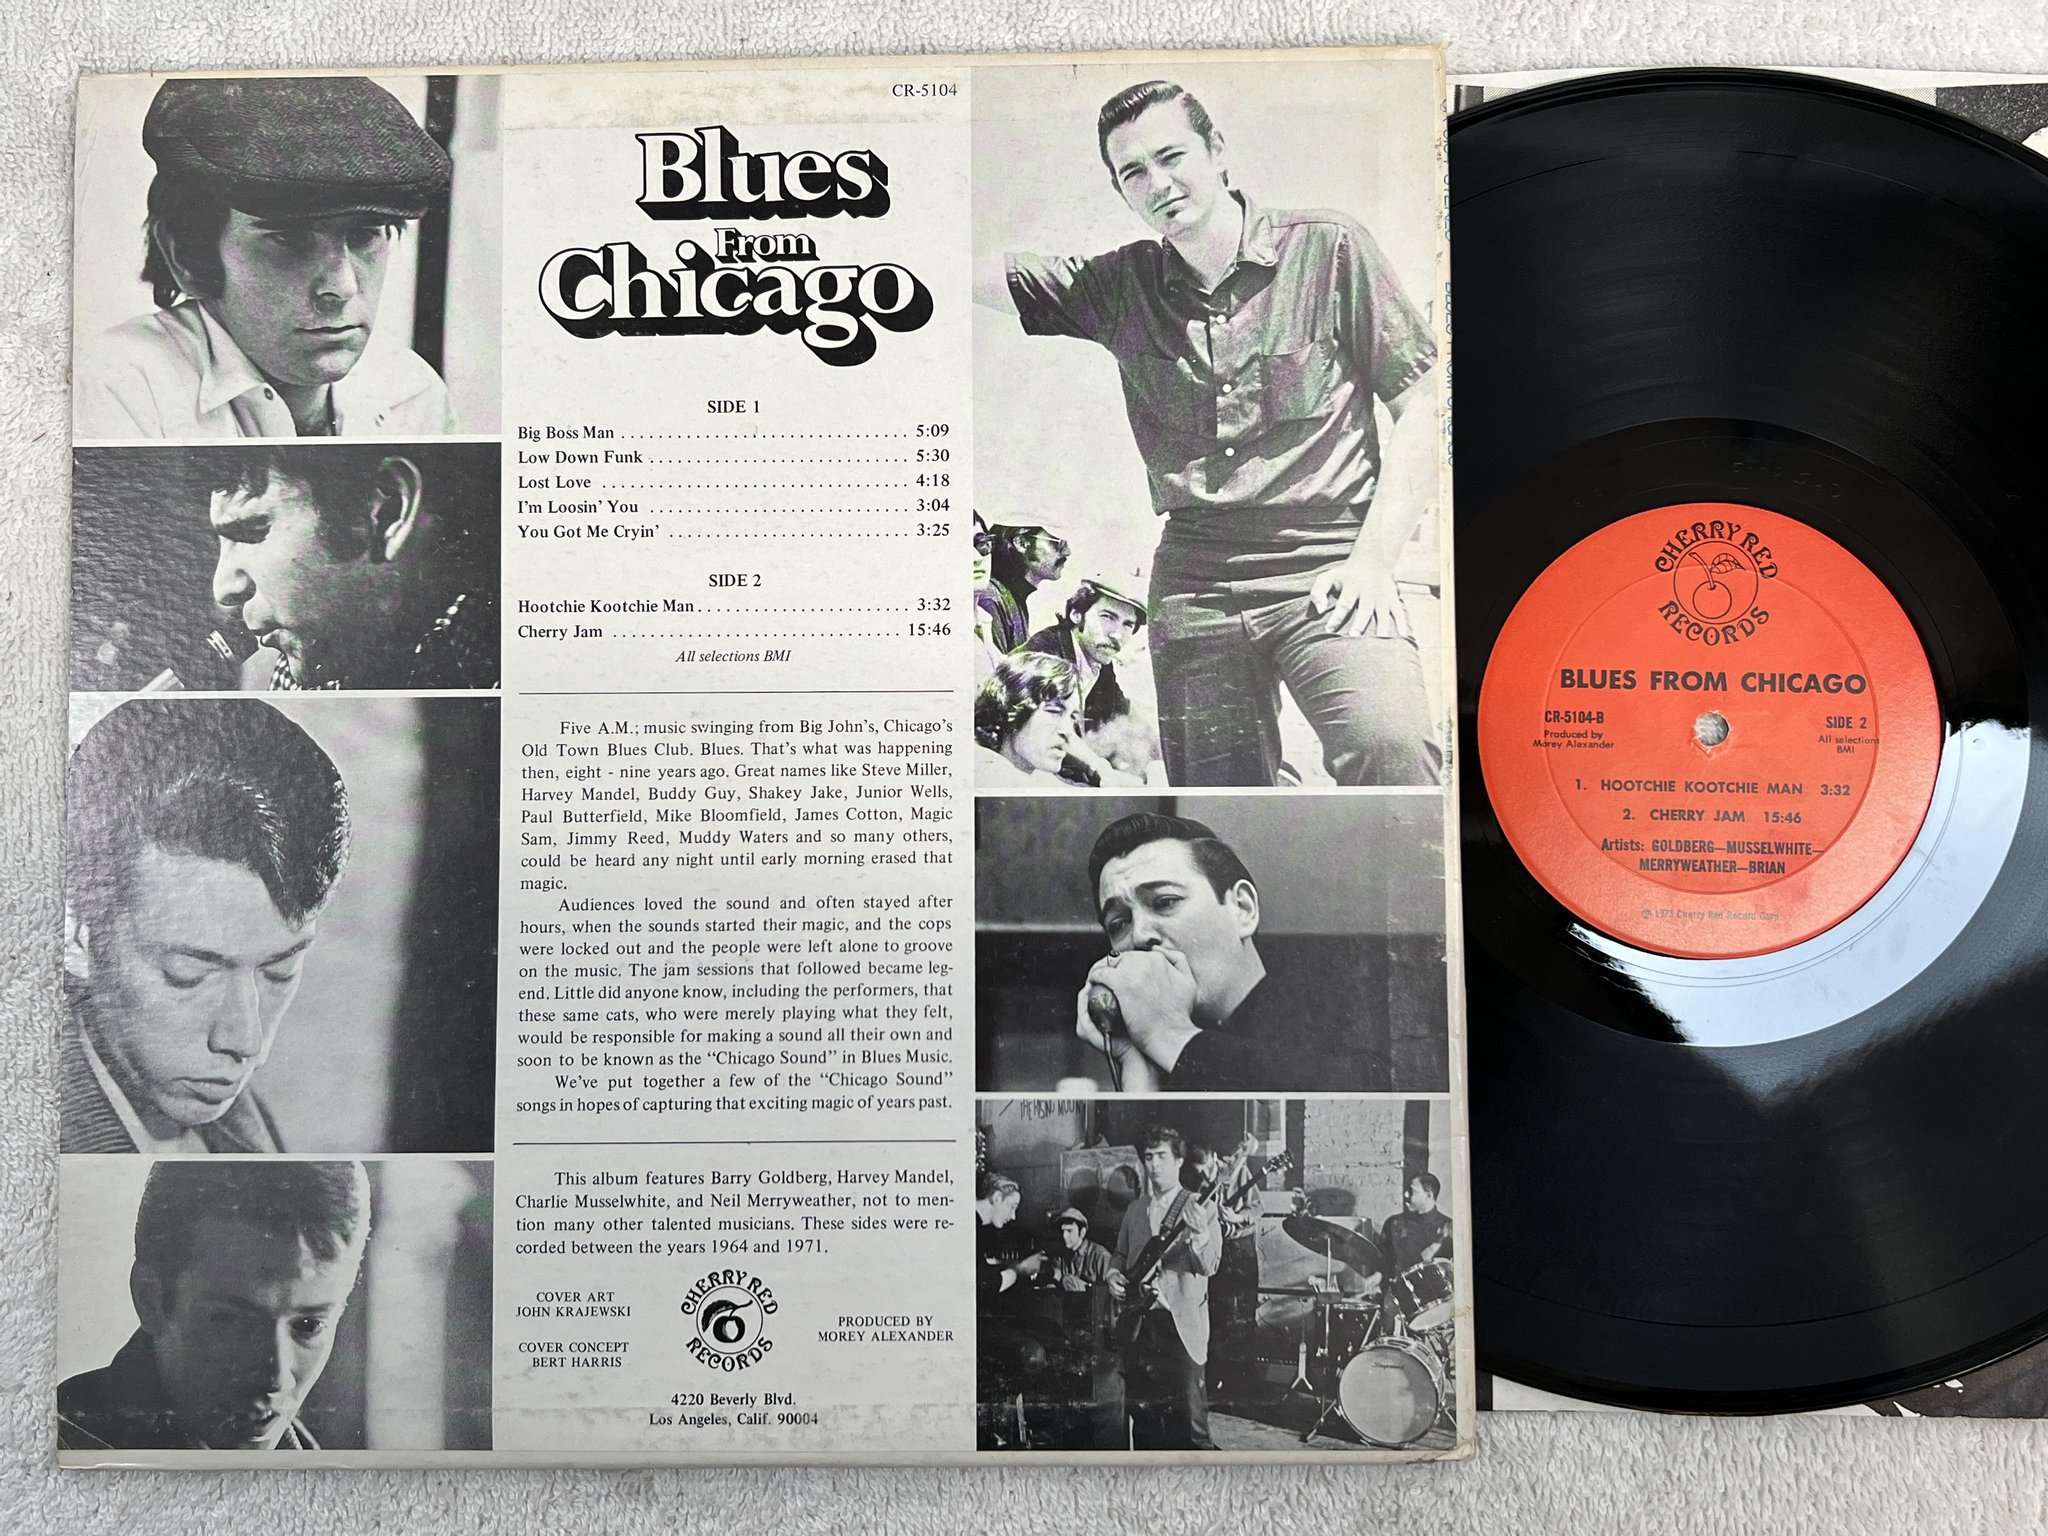 CR-5104
Blues
From
Chicago
SIDE 1
Big Boss Man . . . . . . . . . . . . . . . . . . . . . . . . . . . . . . . 5:09
Low Down Funk . . . . . . . . . . . . . . . . . . . . . . . . . . . . 5:30
Lost Love . . . . . . . . . . . . . . . . . . . . . . . . . . . . . . . . . 4:18
I'm Loosin' You . . . . . . . . . . . . . . . . . . . . . . . . . . . . 3:04
You Got Me Cryin' . . . . . . . . . . . . . . . . . . . . . . . . . . 3:25
SIDE 2
Hootchie Kootchie Man . . . . . . . . . . . . . . . . . . . . . . . 3:32
Cherry Jam . . . . . . . . . . . . . . . . . . . . . . . . . . . . . . . 15:46
All selections BMI
Five A.M.; music swinging from Big John's, Chicago's
Old Town Blues Club. Blues. That's what was happening
then, eight - nine years ago. Great names like Steve Miller,
Harvey Mandel, Buddy Guy, Shakey Jake, Junior Wells,
Paul Butterfield, Mike Bloomfield, James Cotton, Magic
Sam, Jimmy Reed, Muddy Waters and so many others,
could be heard any night until early morning erased that
magic.
Audiences loved the sound and often stayed after
hours, when the sounds started their magic, and the cops
were locked out and the people were left alone to groove
on the music. The jam sessions that followed became leg-
end. Little did anyone know, including the performers, that
these same cats, who were merely playing what they felt,
would be responsible for making a sound all their own and
soon to be known as the "Chicago Sound" in Blues Music.
We've put together a few of the "Chicago Sound"
songs in hopes of capturing that exciting magic of years past.
This album features Barry Goldberg, Harvey Mandel,
Charlie Musselwhite, and Neil Merryweather, not to men-
tion many other talented musicians. These sides were re-
corded between the years 1964 and 1971.
COVER ART
JOHN KRAJEWSKI
COVER CONCEPT
BERT HARRIS
CHERRY RED
RECORDS
PRODUCED BY
MOREY ALEXANDER
4220 Beverly Blvd.
Los Angeles, Calif. 90004
CHERRY RED
RECORDS
BLUES FROM CHICAGO
CR-5104-B
Produced by
Morey Alexander
SIDE 2
All selections
BMI
1. HOOTCHIE KOOTCHIE MAN 3:32
2. CHERRY JAM 15:46
Artists: GOLDBERG—MUSSELWHITE—
MERRYWEATHER—BRIAN
℗ 1973 Cherry Red Record Corp.